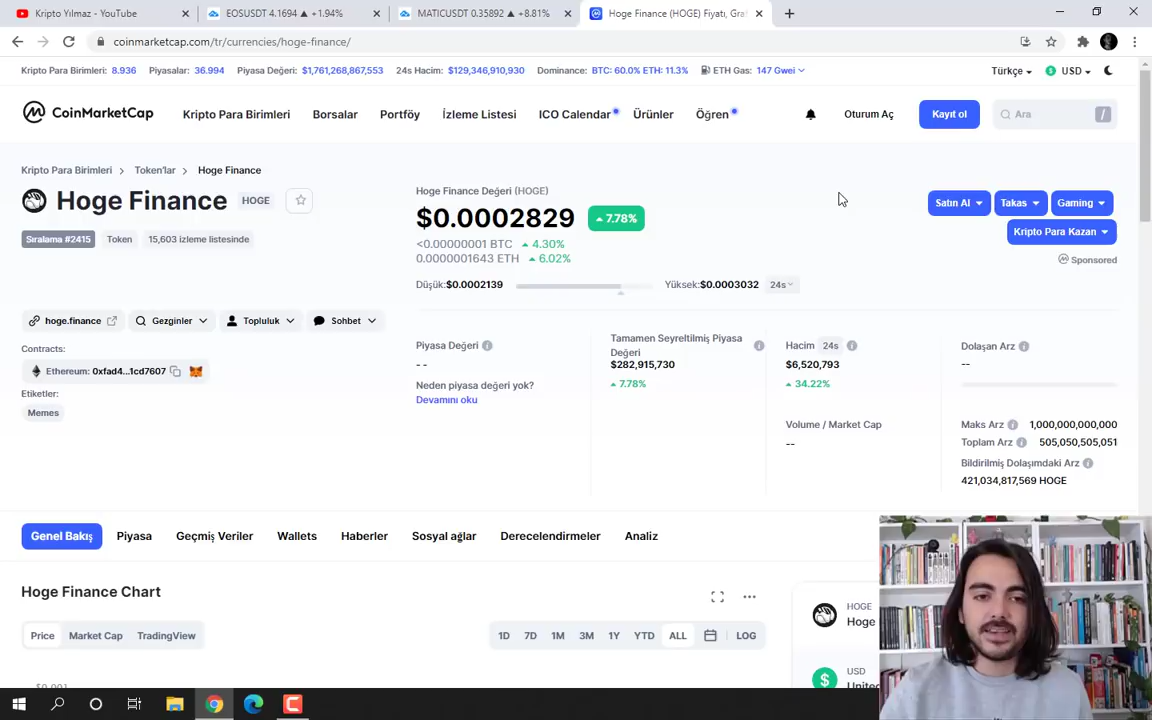 Kripto Yılmaz - YouTube
EOSUSDT 4.1694 ▲ +1.94%
MATICUSDT 0.35892 ▲ +8.81%
Hoge Finance (HOGE) Fiyatı, Gra
coinmarketcap.com/tr/currencies/hoge-finance/
Kripto Para Birimleri: 8.936 Piyasalar: 36.994 Piyasa Değeri: $1,761,268,867,553 24s Hacim: $129,346,910,930 Dominance: BTC: 60.0% ETH: 11.3% ETH Gas: 147 Gwei
Türkçe USD
CoinMarketCap
Kripto Para Birimleri Borsalar Portföy İzleme Listesi ICO Calendar Ürünler Öğren
Oturum Aç Kayıt ol Ara /
Kripto Para Birimleri > Token'lar > Hoge Finance
Hoge Finance HOGE
Sıralama #2415 Token 15,603 izleme listesinde
Hoge Finance Değeri (HOGE)
$0.0002829 7.78%
<0.00000001 BTC 4.30%
0.0000001643 ETH 6.02%
Düşük: $0.0002139 Yüksek: $0.0003032 24s
Satın Al Takas Gaming
Kripto Para Kazan
Sponsored
hoge.finance Gezginler Topluluk Sohbet
Contracts:
Ethereum: 0xfad4...1cd7607
Etiketler:
Memes
Piyasa Değeri
- -
Neden piyasa değeri yok?
Devamını oku
Tamamen Seyreltilmiş Piyasa
Değeri
$282,915,730
7.78%
Hacim 24s
$6,520,793
34.22%
Volume / Market Cap
--
Dolaşan Arz
--
Maks Arz 1,000,000,000,000
Toplam Arz 505,050,505,051
Bildirilmiş Dolaşımdaki Arz
421,034,817,569 HOGE
Genel Bakış Piyasa Geçmiş Veriler Wallets Haberler Sosyal ağlar Derecelendirmeler Analiz
Hoge Finance Chart
Price Market Cap TradingView
1D 7D 1M 3M 1Y YTD ALL LOG
$0.001
HOGE
Hoge
USD
United